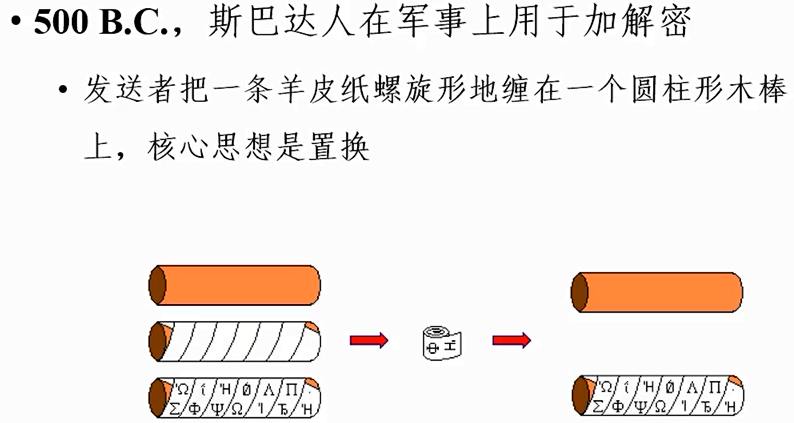 • 500 B.C.，斯巴达人在军事上用于加解密
• 发送者把一条羊皮纸螺旋形地缠在一个圆柱形木棒
上，核心思想是置换
Ω ί Ή Ø Λ Π
Σ Φ Ψ Ω Ί Ђ Ή
Θ Ή
Ω ί Ή Ø Λ Π
Σ Φ Ψ Ω Ί Ђ Ή